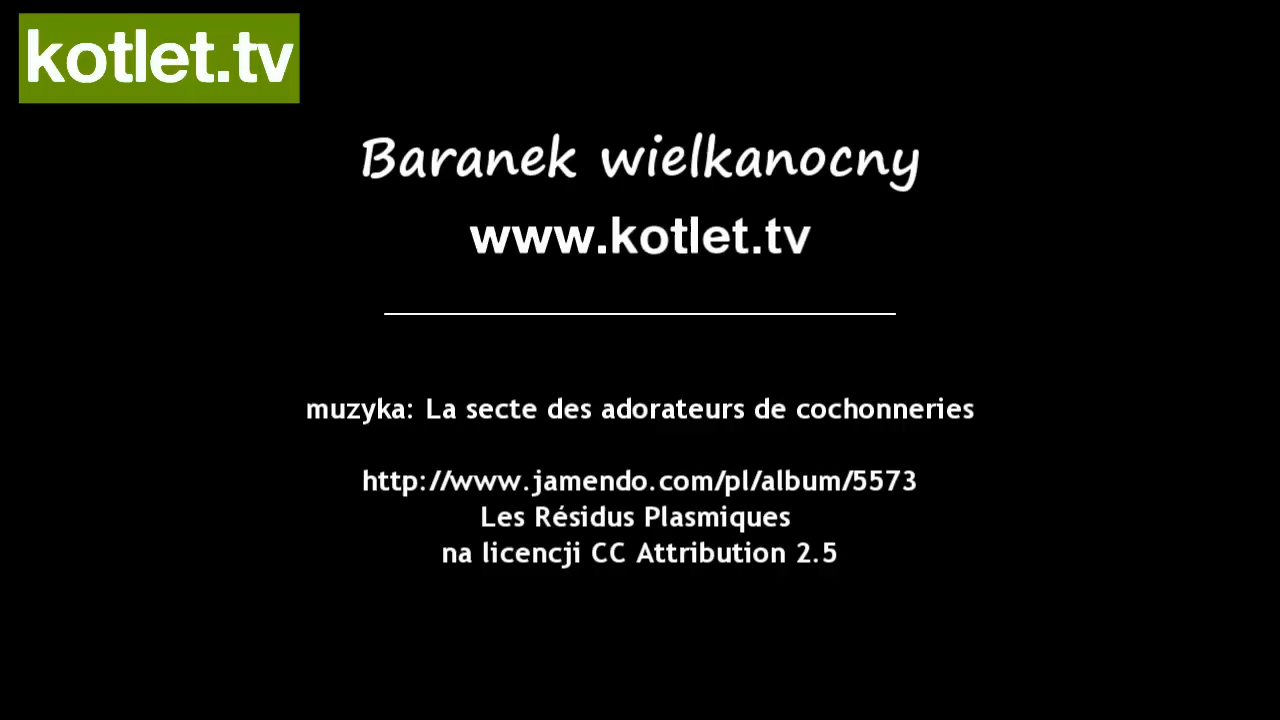 kotlet.tv
Baranek wielkanocny
www.kotlet.tv
muzyka: La secte des adorateurs de cochonneries
http://www.jamendo.com/pl/album/5573
Les Résidus Plasmiques
na licencji CC Attribution 2.5